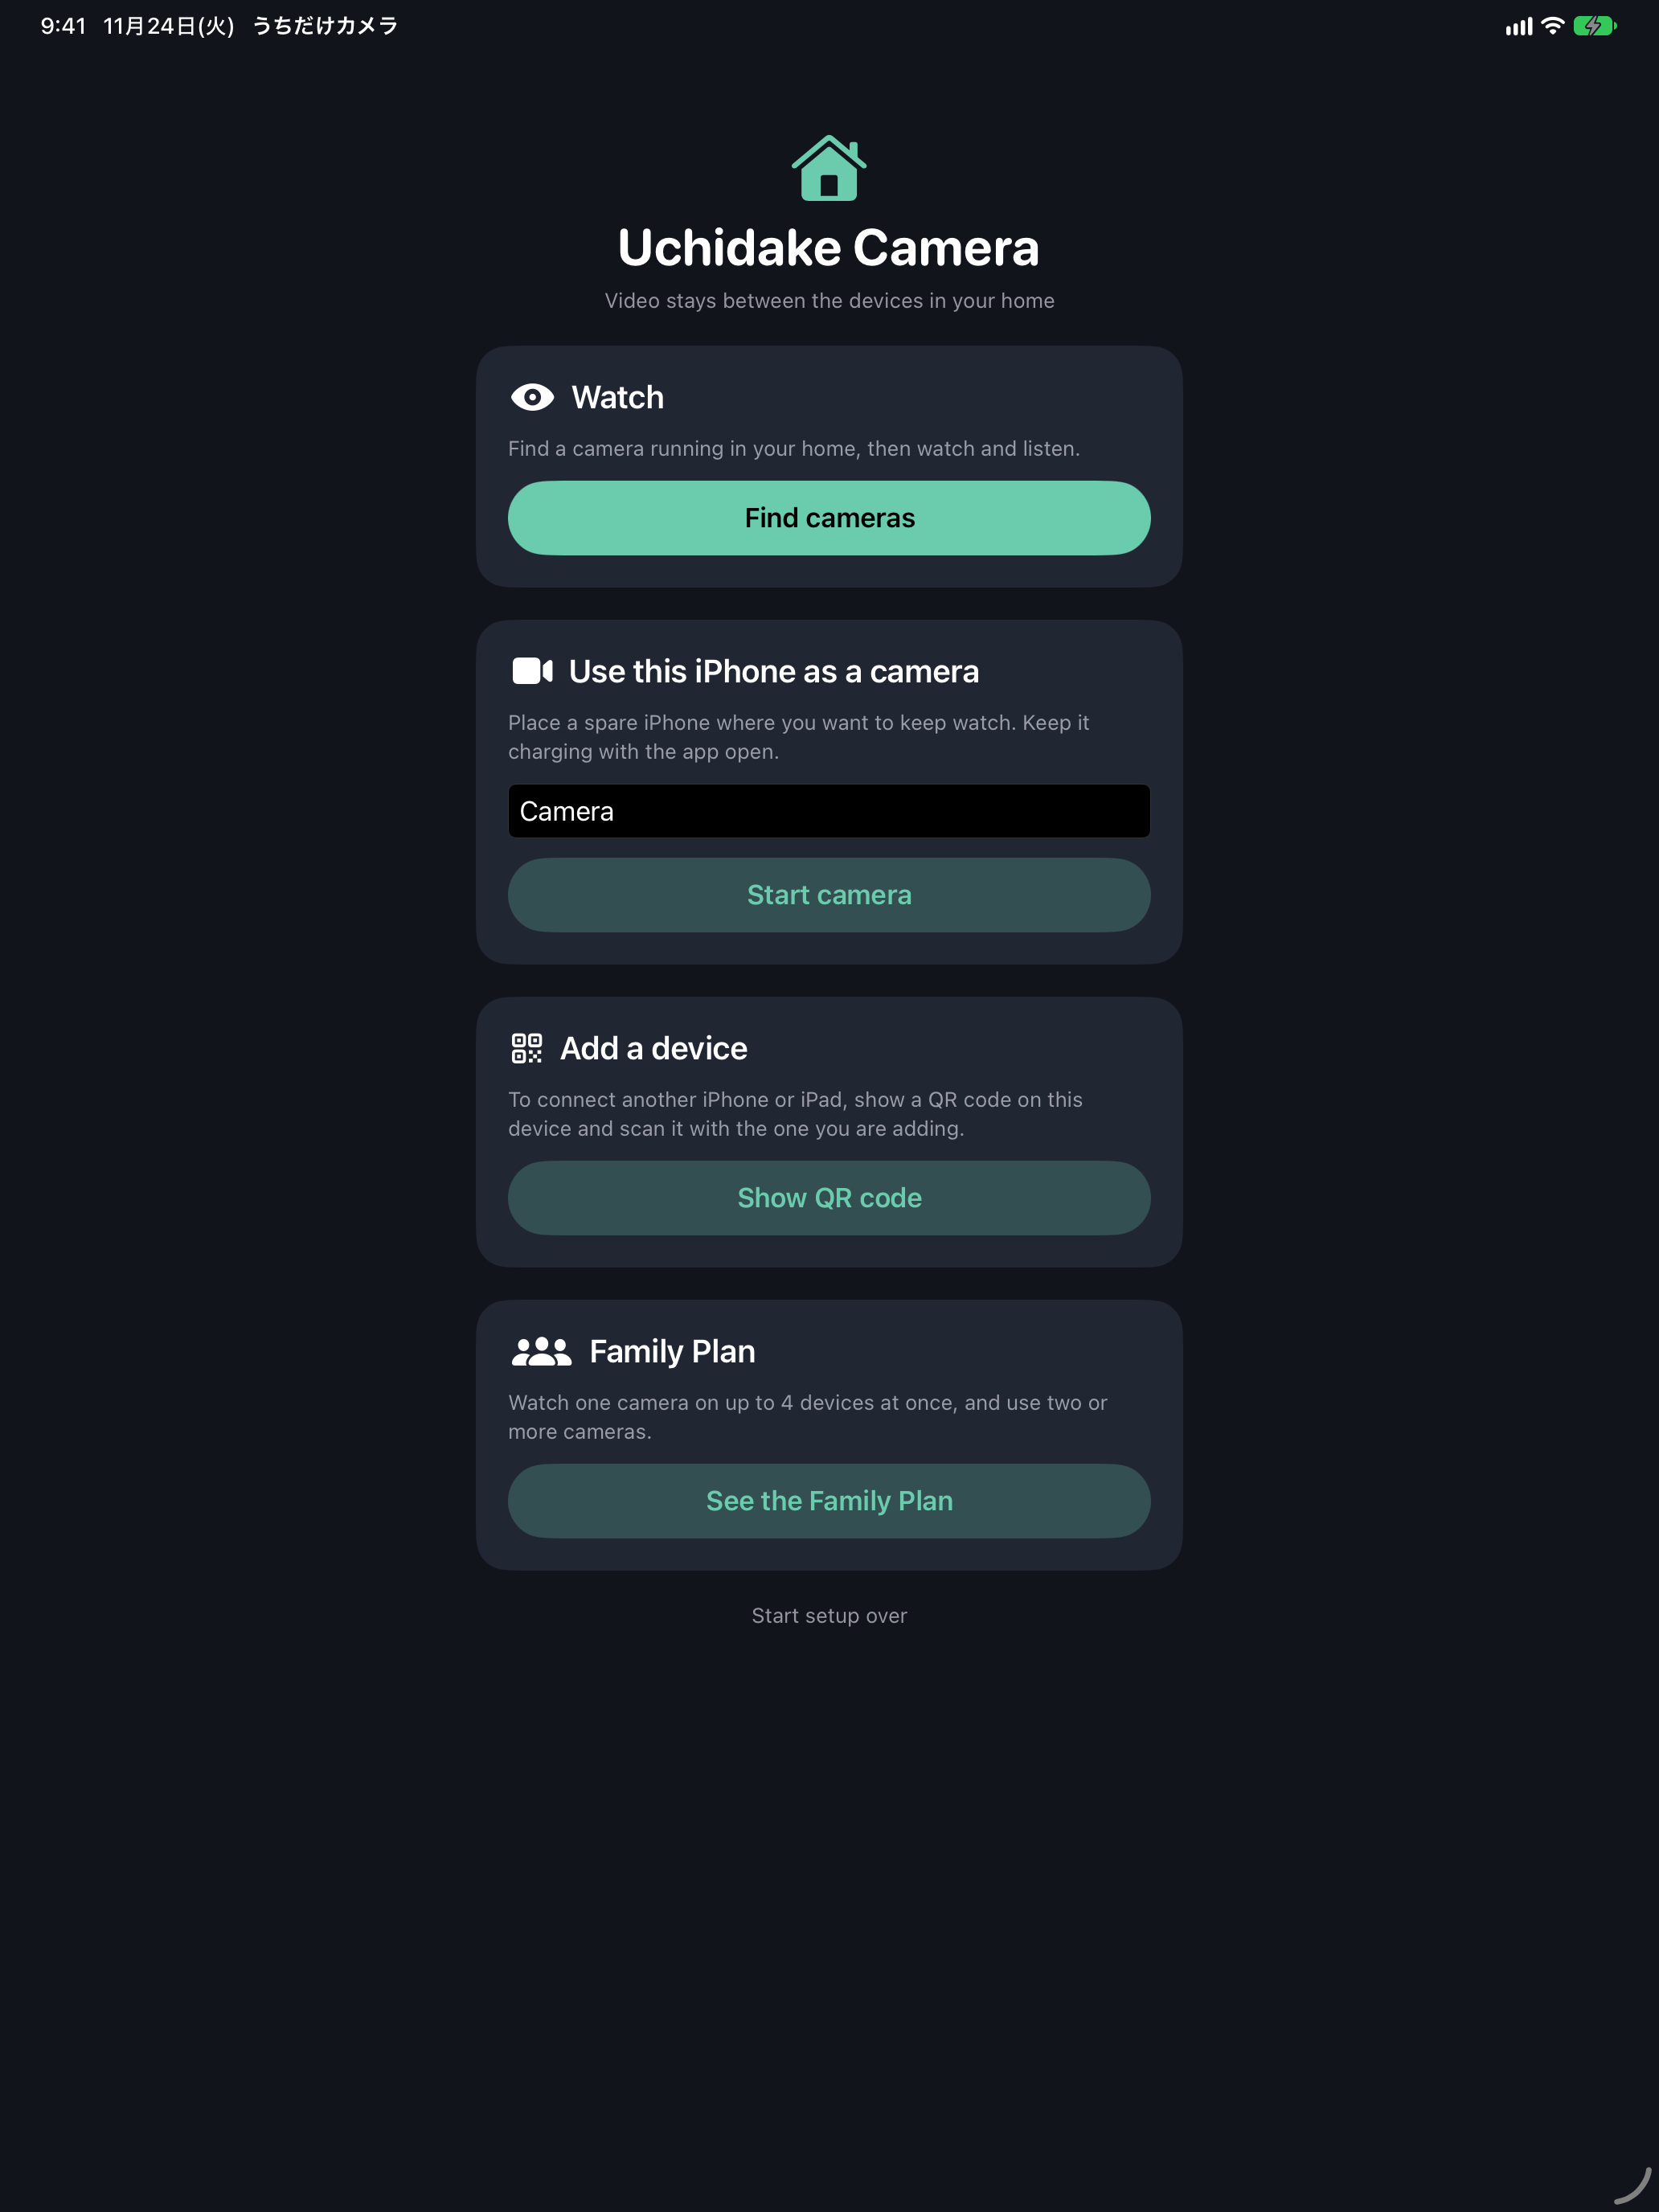 9:41 11月24日(火) うちだけカメラ
Uchidake Camera
Video stays between the devices in your home
Watch
Find a camera running in your home, then watch and listen.
Find cameras
Use this iPhone as a camera
Place a spare iPhone where you want to keep watch. Keep it
charging with the app open.
Camera
Start camera
Add a device
To connect another iPhone or iPad, show a QR code on this
device and scan it with the one you are adding.
Show QR code
Family Plan
Watch one camera on up to 4 devices at once, and use two or
more cameras.
See the Family Plan
Start setup over